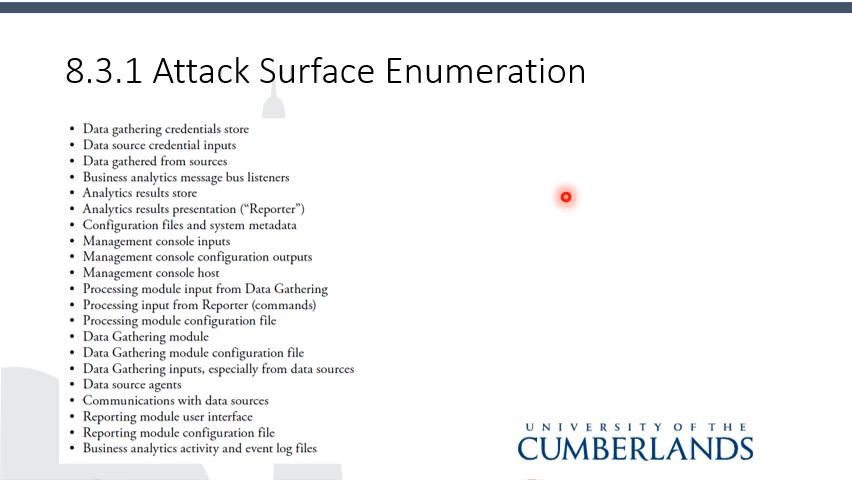 8.3.1 Attack Surface Enumeration
• Data gathering credentials store
• Data source credential inputs
• Data gathered from sources
• Business analytics message bus listeners
• Analytics results store
• Analytics results presentation (“Reporter”)
• Configuration files and system metadata
• Management console inputs
• Management console configuration outputs
• Management console host
• Processing module input from Data Gathering
• Processing input from Reporter (commands)
• Processing module configuration file
• Data Gathering module
• Data Gathering module configuration file
• Data Gathering inputs, especially from data sources
• Data source agents
• Communications with data sources
• Reporting module user interface
• Reporting module configuration file
• Business analytics activity and event log files
UNIVERSITY OF THE
CUMBERLANDS